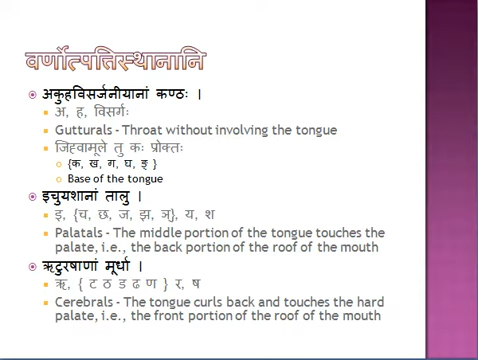 वर्णोत्पत्तिस्थानानि
अकुहविसर्जनीयानां कण्ठः ।
अ, ह, विसर्गः
Gutturals - Throat without involving the tongue
जिह्वामूले तु कः प्रोक्तः
{क, ख, ग, घ, ङ् }
Base of the tongue
इचुयशानां तालु ।
इ, {च, छ, ज, झ, ञ्}, य, श
Palatals - The middle portion of the tongue touches the
palate, i.e., the back portion of the roof of the mouth
ऋटुरषाणां मूर्धा ।
ऋ, { ट ठ ड ढ ण } र, ष
Cerebrals - The tongue curls back and touches the hard
palate, i.e., the front portion of the roof of the mouth